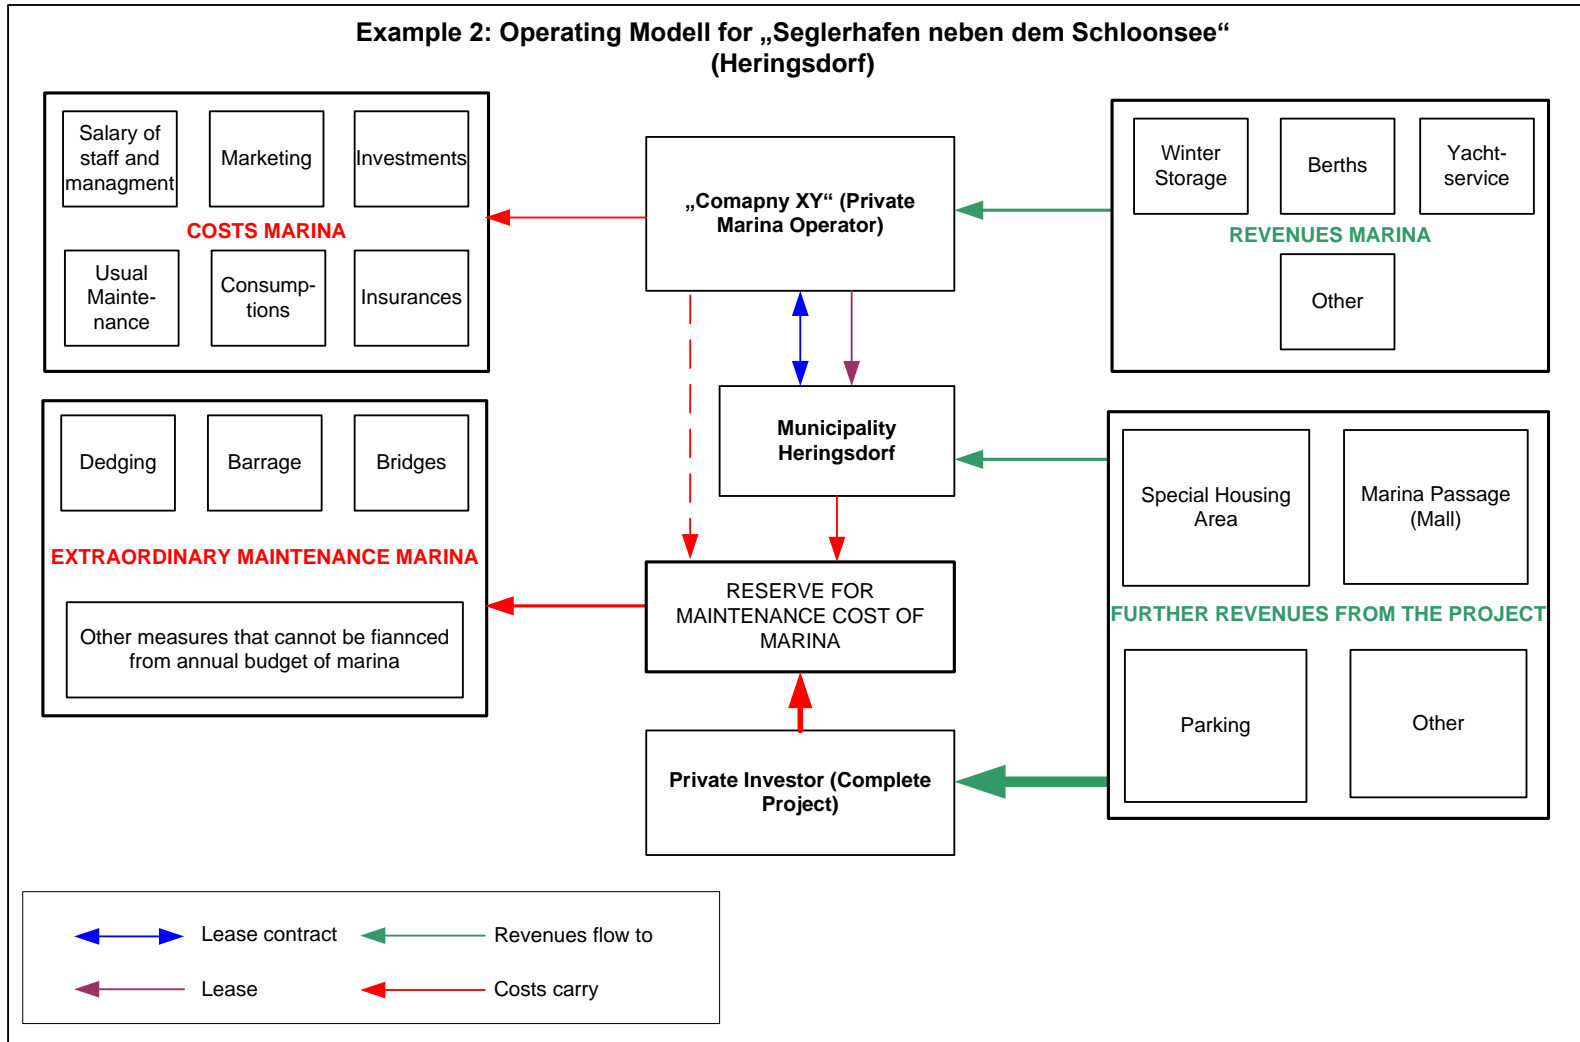 Example 2: Operating Modell for „Seglerhafen neben dem Schloonsee“
(Heringsdorf)
Salary of
staff and
managment
Marketing
Investments
COSTS MARINA
Usual
Mainte-
nance
Consump-
tions
Insurances
„Comapny XY“ (Private
Marina Operator)
Winter
Storage
Berths
Yacht-
service
REVENUES MARINA
Other
Dedging
Barrage
Bridges
EXTRAORDINARY MAINTENANCE MARINA
Other measures that cannot be fiannced
from annual budget of marina
Municipality
Heringsdorf
RESERVE FOR
MAINTENANCE COST OF
MARINA
Private Investor (Complete
Project)
Special Housing
Area
Marina Passage
(Mall)
FURTHER REVENUES FROM THE PROJECT
Parking
Other
Lease contract
Revenues flow to
Lease
Costs carry